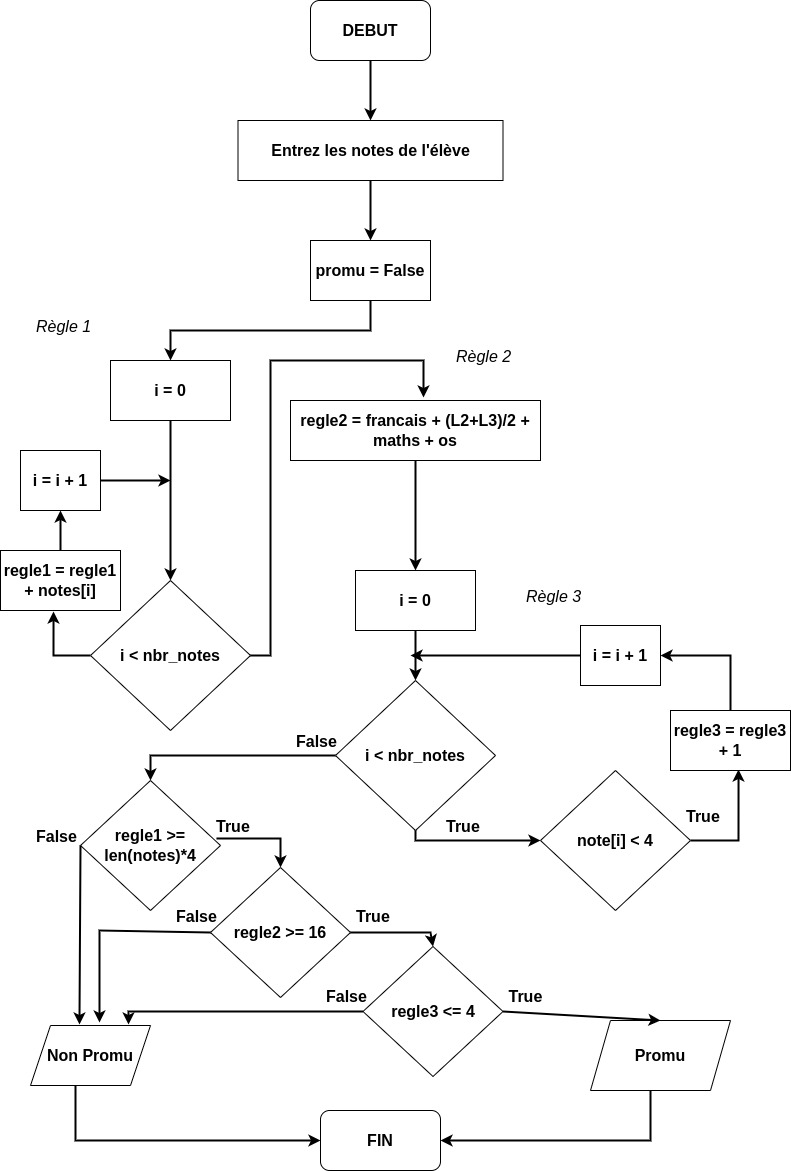 DEBUT
Entrez les notes de l'élève
promu = False
Règle 1
i = 0
i = i + 1
regle1 = regle1
+ notes[i]
i < nbr_notes
Règle 2
regle2 = francais + (L2+L3)/2 +
maths + os
i = 0
Règle 3
i = i + 1
regle3 = regle3
+ 1
i < nbr_notes
False
True
note[i] < 4
True
regle1 >=
len(notes)*4
False
True
regle2 >= 16
False
True
regle3 <= 4
False
True
Non Promu
Promu
FIN